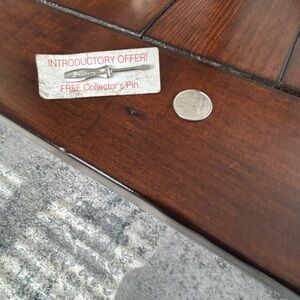 INTRODUCTORY OFFER!
FREE Collector's Pin.